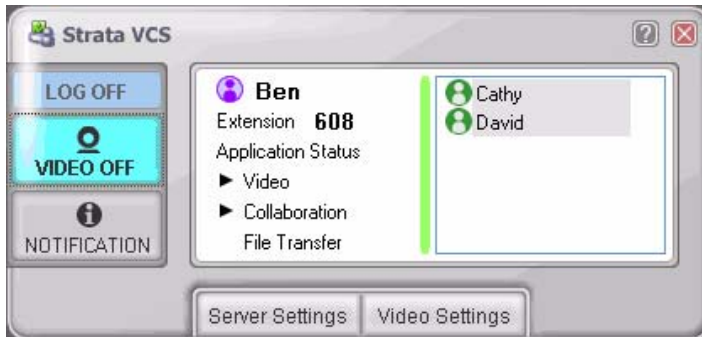 Strata VCS
LOG OFF
VIDEO OFF
NOTIFICATION
Ben
Extension 608
Application Status
Video
Collaboration
File Transfer
Cathy
David
Server Settings
Video Settings